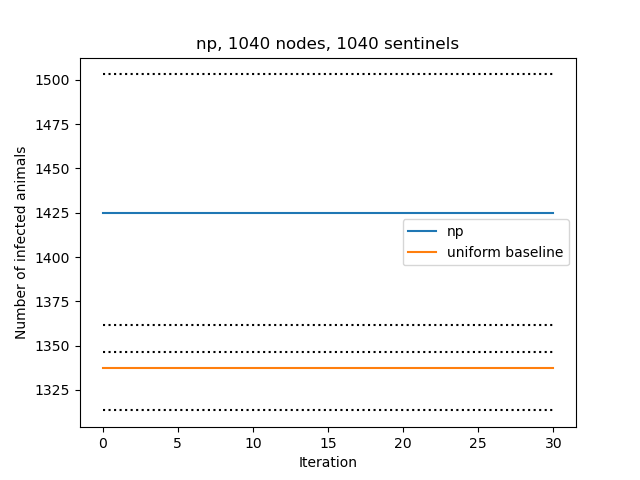 np, 1040 nodes, 1040 sentinels
1500
1475
1450
1425
1400
1375
1350
1325
Number of infected animals
np
uniform baseline
0 5 10 15 20 25 30
Iteration